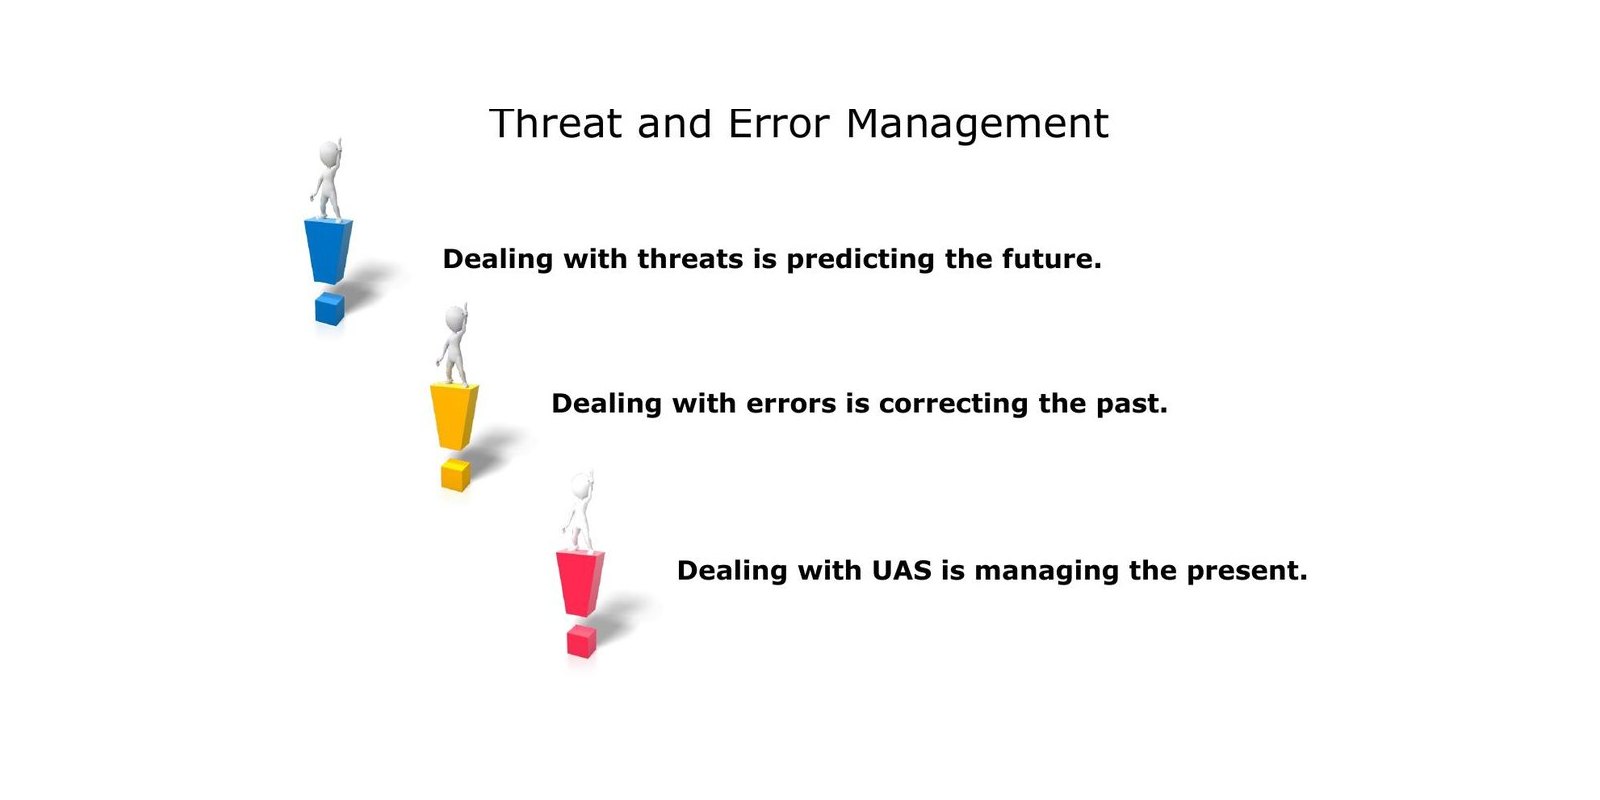 Threat and Error Management
Dealing with threats is predicting the future.
Dealing with errors is correcting the past.
Dealing with UAS is managing the present.